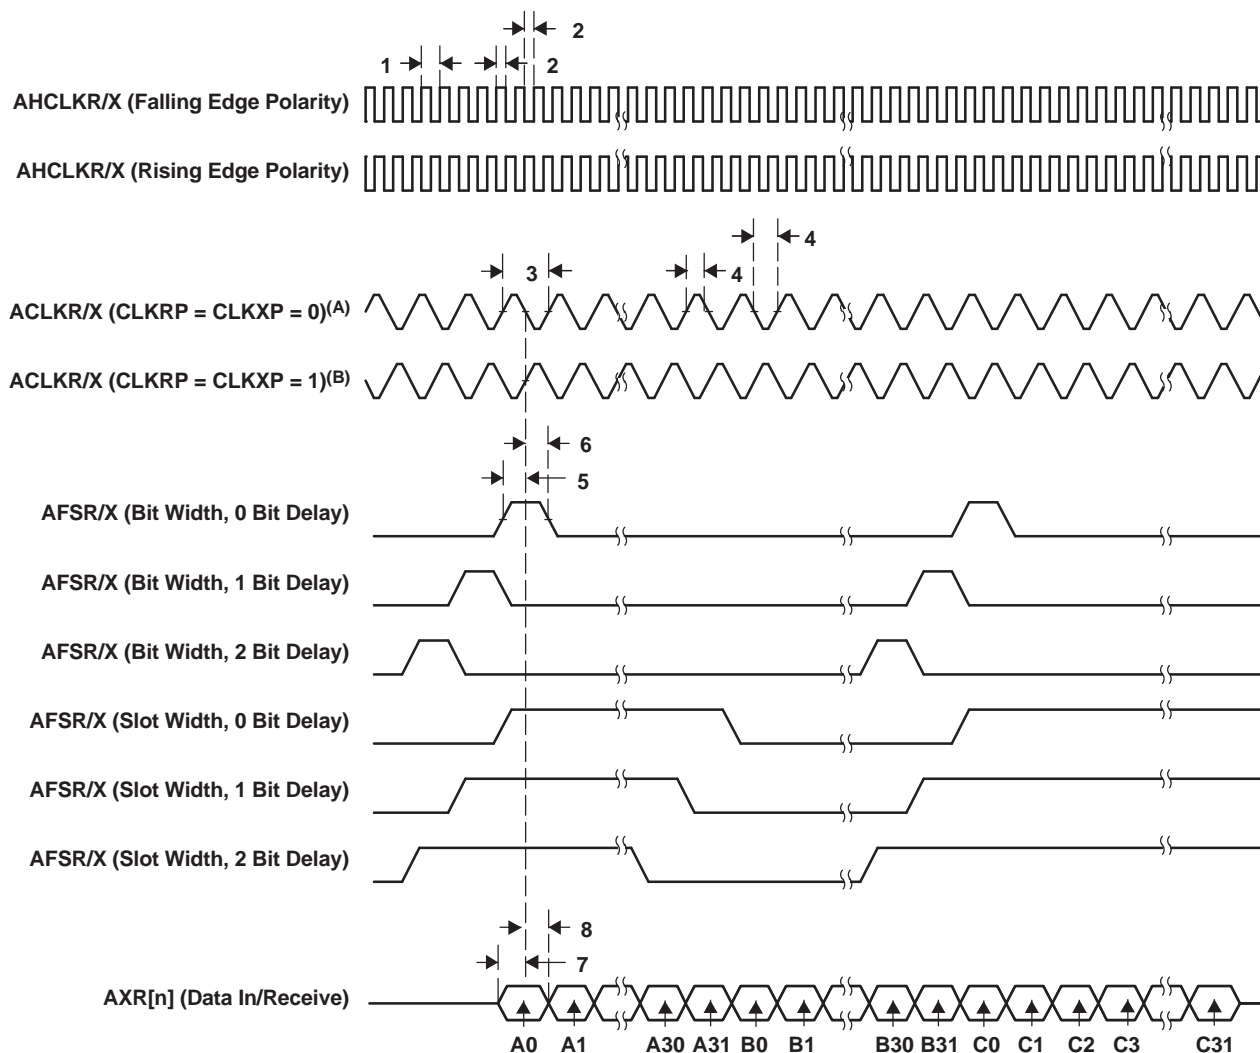 2
1
2
AHCLKR/X (Falling Edge Polarity)
AHCLKR/X (Rising Edge Polarity)
4
3
4
ACLKR/X (CLKRP = CLKXP = 0)(A)
ACLKR/X (CLKRP = CLKXP = 1)(B)
6
5
AFSR/X (Bit Width, 0 Bit Delay)
AFSR/X (Bit Width, 1 Bit Delay)
AFSR/X (Bit Width, 2 Bit Delay)
AFSR/X (Slot Width, 0 Bit Delay)
AFSR/X (Slot Width, 1 Bit Delay)
AFSR/X (Slot Width, 2 Bit Delay)
8
7
AXR[n] (Data In/Receive)
A0 A1 A30 A31 B0 B1 B30 B31 C0 C1 C2 C3 C31